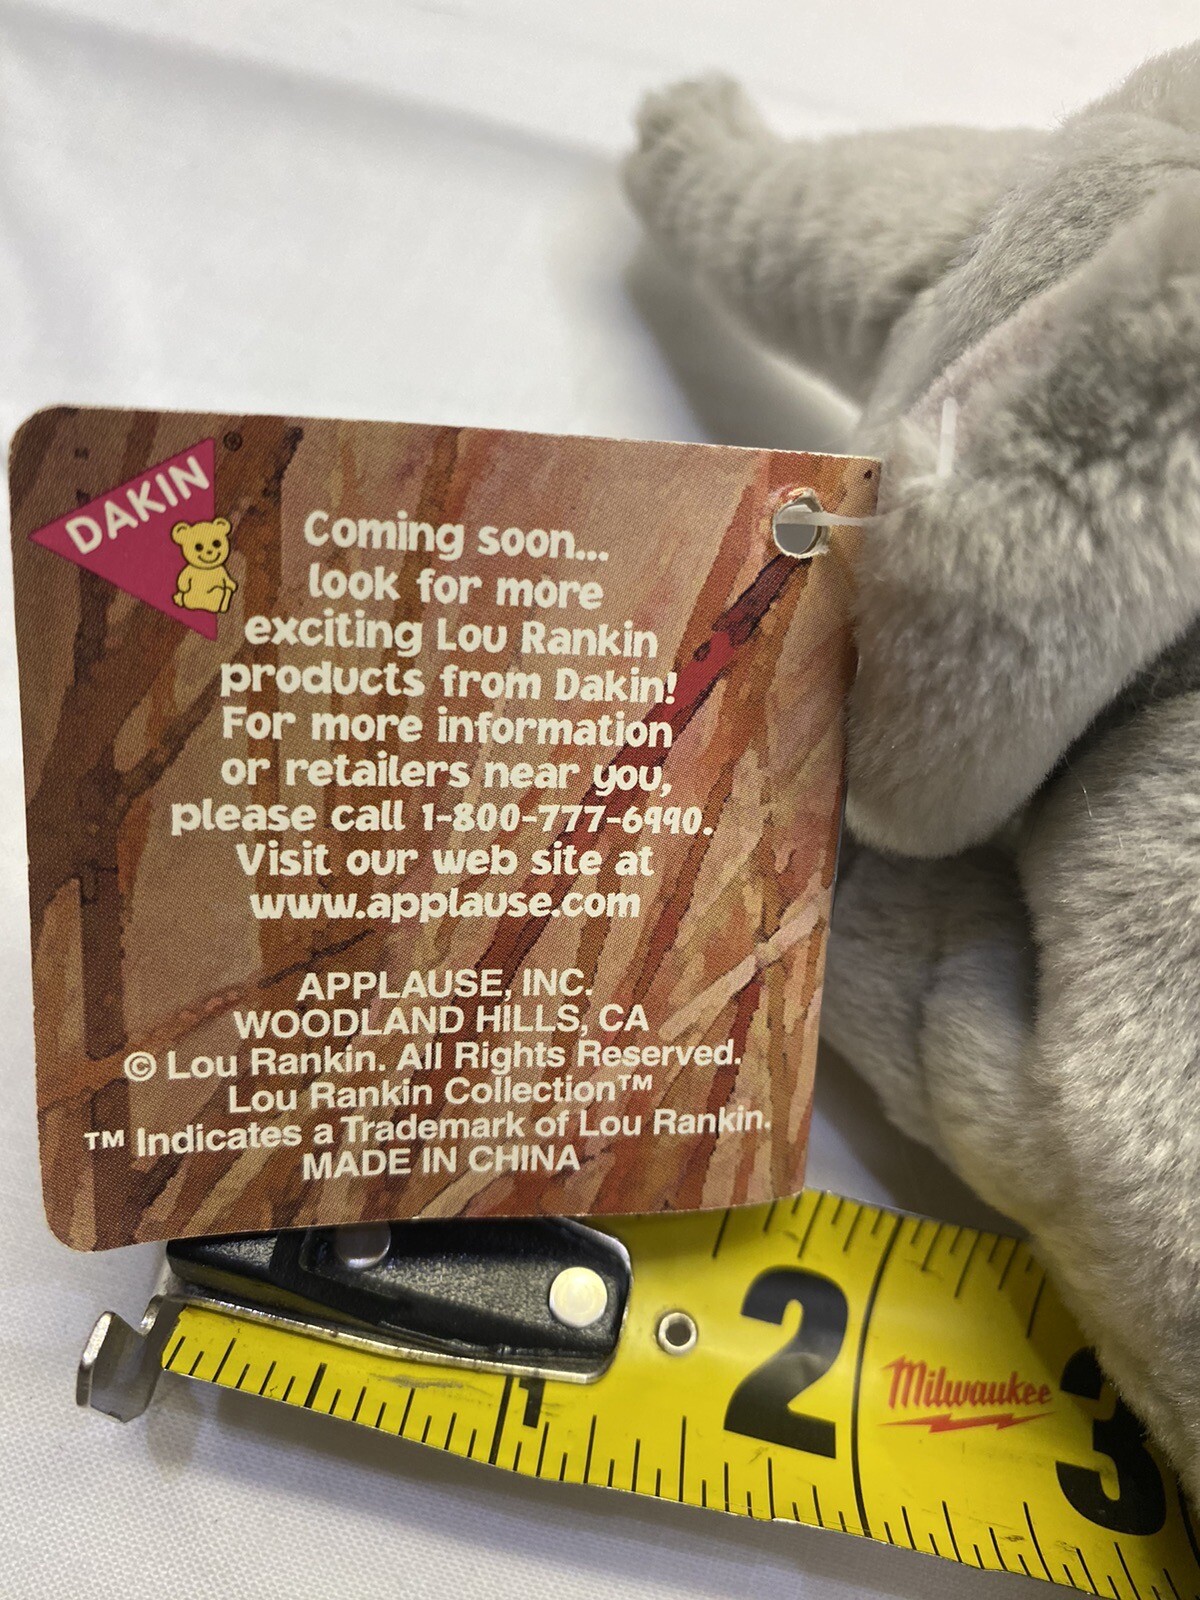 DAKIN®
Coming soon...
look for more
exciting Lou Rankin
products from Dakin!
For more information
or retailers near you,
please call 1-800-777-6990.
Visit our web site at
www.applause.com
APPLAUSE, INC.
WOODLAND HILLS, CA
© Lou Rankin. All Rights Reserved.
Lou Rankin Collection™
™ Indicates a Trademark of Lou Rankin.
MADE IN CHINA
1
2
Milwaukee
3